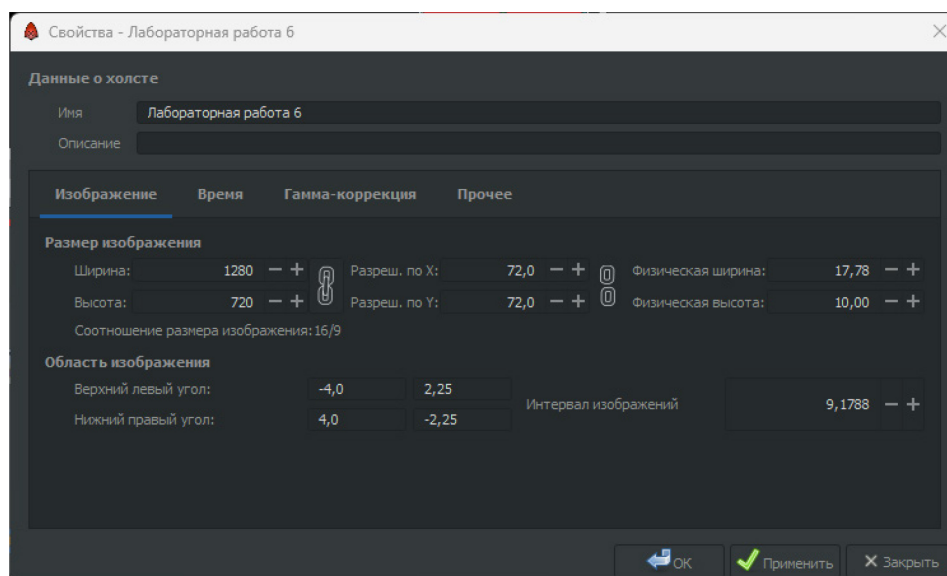 Свойства - Лабораторная работа 6
Данные о холсте
Имя Лабораторная работа 6
Описание
Изображение Время Гамма-коррекция Прочее
Размер изображения
Ширина: 1280 Разреш. по X: 72,0 Физическая ширина: 17,78
Высота: 720 Разреш. по Y: 72,0 Физическая высота: 10,00
Соотношение размера изображения: 16/9
Область изображения
Верхний левый угол: -4,0 2,25
Интервал изображений 9,1788
Нижний правый угол: 4,0 -2,25
ОК Применить Закрыть